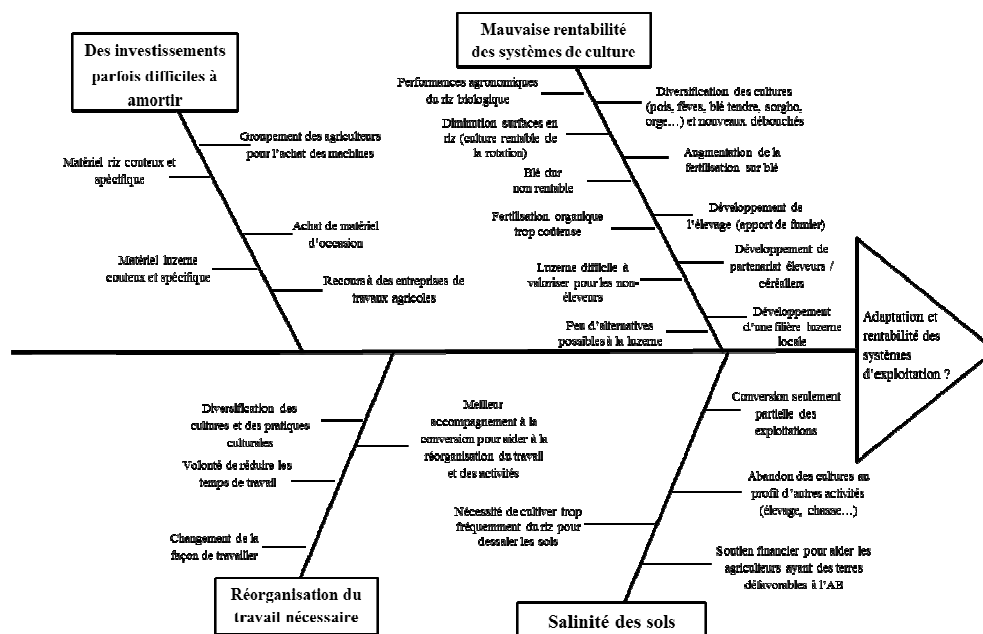 Des investissements
parfois difficiles à
amortir
Groupement des agriculteurs
pour l'achat des machines
Matériel riz couteux et
spécifique
Achat de matériel
d'occasion
Matériel luzerne
couteux et spécifique
Recours à des entreprises de
travaux agricoles
Mauvaise rentabilité
des systèmes de culture
Performances agronomiques
du riz biologique
Diversification des cultures
(pois, fèves, blé tendre, sorgho,
orge…) et nouveaux débouchés
Diminution surfaces en
riz (culture rentable de
la rotation)
Augmentation de la
fertilisation sur blé
Blé dur
non rentable
Développement de
l'élevage (apport de fumier)
Fertilisation organique
trop coûteuse
Développement de
partenariat éleveurs /
céréaliers
Luzerne difficile à
valoriser pour les non-
éleveurs
Développement
d'une filière luzerne
locale
Peu d'alternatives
possibles à la luzerne
Adaptation et
rentabilité des
systèmes
d'exploitation ?
Diversification des
cultures et des pratiques
culturales
Meilleur
accompagnement à la
conversion pour aider à la
réorganisation du travail
et des activités
Volonté de réduire les
temps de travail
Changement de la
façon de travailler
Réorganisation du
travail nécessaire
Conversion seulement
partielle des
exploitations
Abandon des cultures au
profit d'autres activités
(élevage, chasse…)
Nécessité de cultiver trop
fréquemment du riz pour
dessaler les sols
Soutien financier pour aider les
agriculteurs ayant des terres
défavorables à l'AB
Salinité des sols